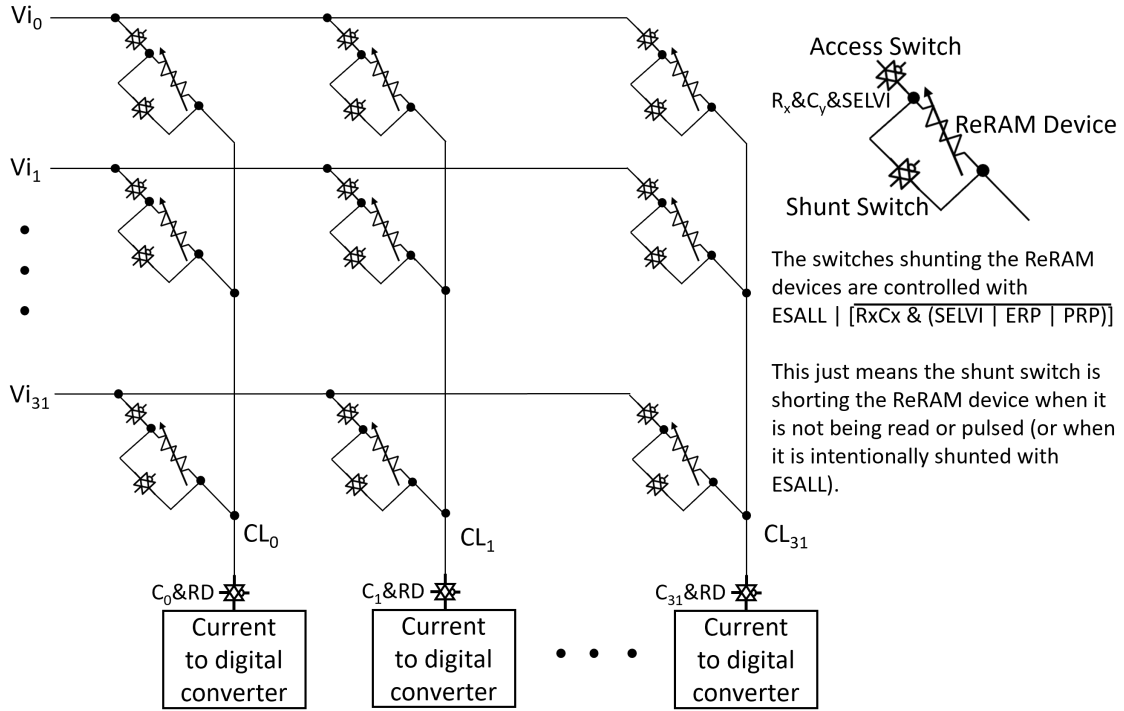 Vi₀
Access Switch
Rₓ&Cᵧ&SELVI
ReRAM Device
Shunt Switch
Vi₁
The switches shunting the ReRAM
devices are controlled with
ESALL | [RxCx & (SELVI | ERP | PRP)]
This just means the shunt switch is
shorting the ReRAM device when it
is not being read or pulsed (or when
it is intentionally shunted with
ESALL).
Vi₃₁
CL₀
CL₁
CL₃₁
C₀&RD
C₁&RD
C₃₁&RD
Current
to digital
converter
Current
to digital
converter
Current
to digital
converter